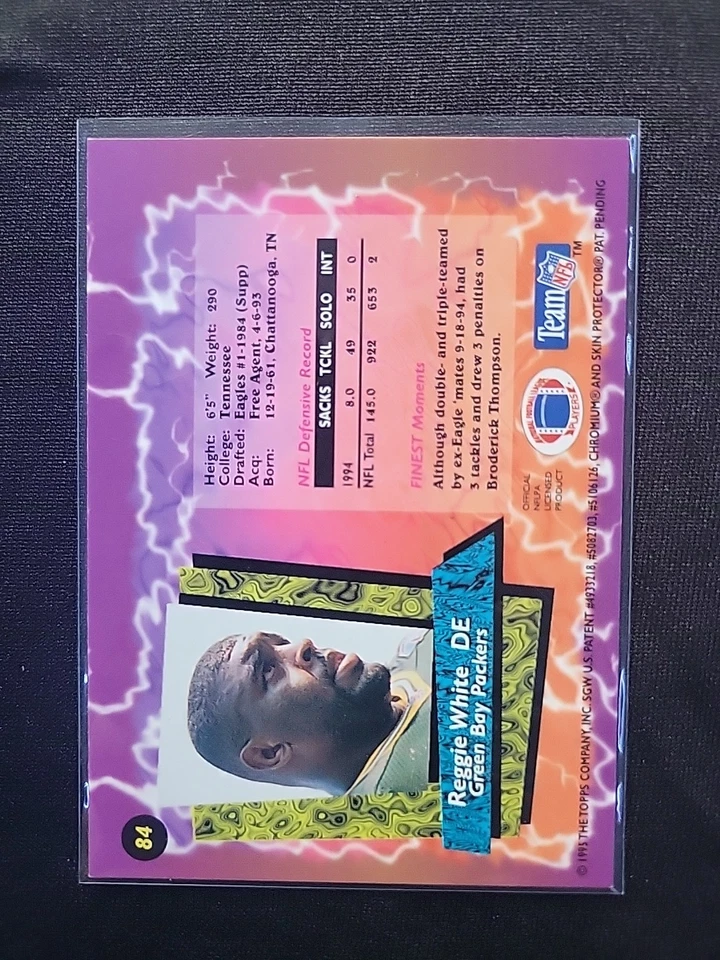 84
Height: 6'5" Weight: 290
College: Tennessee
Drafted: Eagles #1-1984 (Supp)
Acq: Free Agent, 4-6-93
Born: 12-19-61, Chattanooga, TN
NFL Defensive Record
SACKS TCKL SOLO INT
1994 8.0 49 35 0
NFL Total 145.0 922 653 2
FINEST Moments
Although double- and triple-teamed
by ex-Eagle 'mates 9-18-94, had
3 tackles and drew 3 penalties on
Broderick Thompson.
Reggie White DE
Green Bay Packers
OFFICIAL
NFLPA
LICENSED
PRODUCT
PLAYERS
Team NFL TM
© 1995 THE TOPPS COMPANY, INC. SGW U.S. PATENT #4933218, #5082703, #5106126, CHROMIUM® AND SKIN PROTECTOR® PAT. PENDING